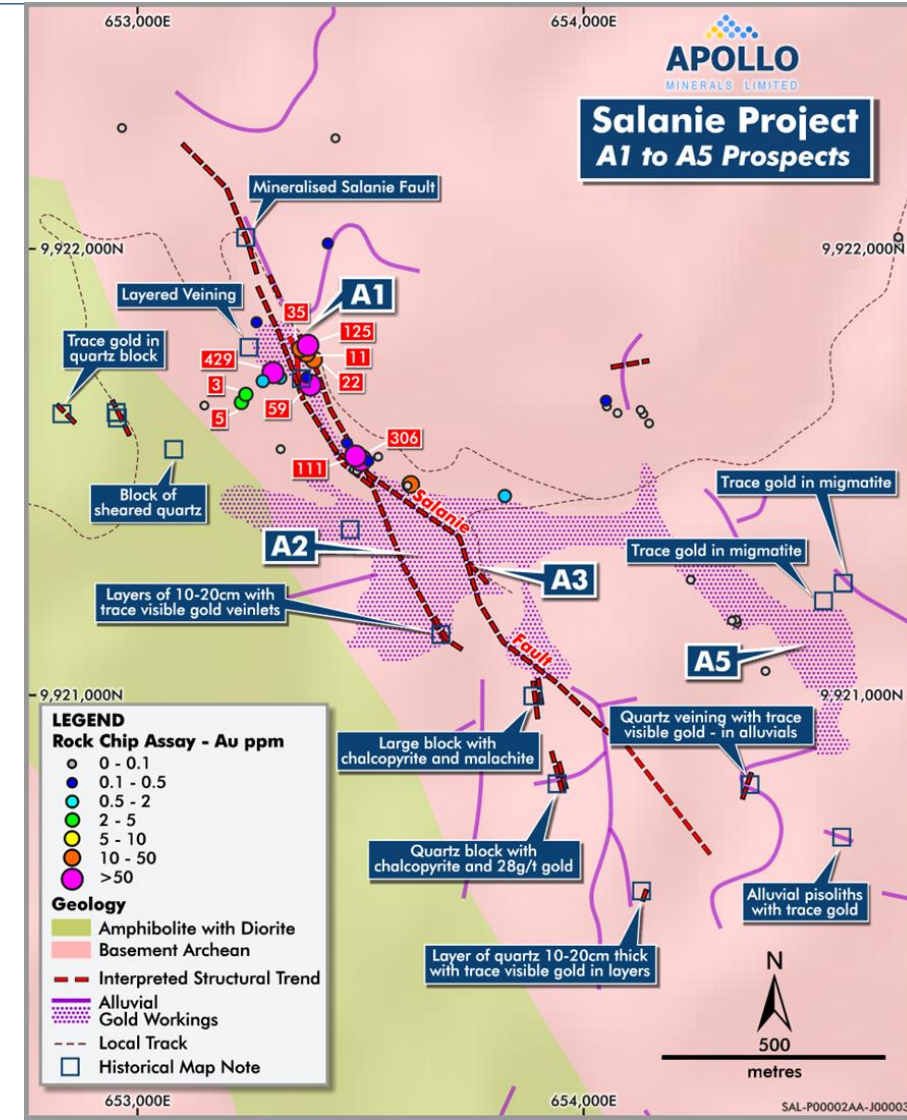 653,000E
654,000E
APOLLO
MINERALS LIMITED
Salanie Project
A1 to A5 Prospects
Mineralised Salanie Fault
9,922,000N
9,922,000N
Layered Veining
A1
35
125
Trace gold in
quartz block
429
11
3
22
5
59
306
111
Block of
sheared quartz
Salanie
Trace gold in migmatite
A2
Trace gold in migmatite
A3
Layers of 10-20cm with
trace visible gold veinlets
Fault
A5
9,921,000N
9,921,000N
LEGEND
Rock Chip Assay - Au ppm
0 - 0.1
0.1 - 0.5
0.5 - 2
2 - 5
5 - 10
10 - 50
>50
Geology
Amphibolite with Diorite
Basement Archean
Interpreted Structural Trend
Alluvial
Gold Workings
Local Track
Historical Map Note
Quartz veining with trace
visible gold - in alluvials
Large block with
chalcopyrite and malachite
Quartz block with
chalcopyrite and 28g/t gold
Alluvial pisoliths
with trace gold
Layer of quartz 10-20cm thick
with trace visible gold in layers
N
500
metres
653,000E
654,000E
SAL-P00002AA-J00003